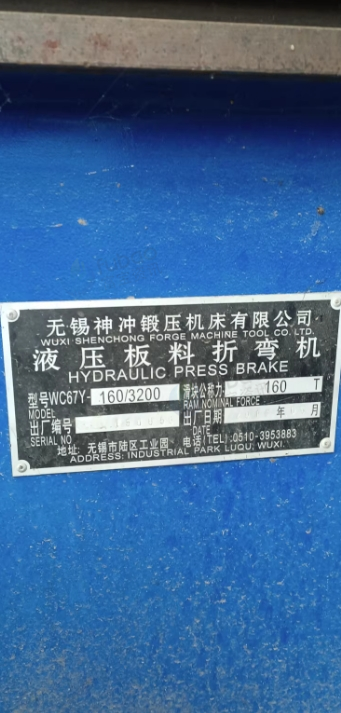 无锡神冲锻压机床有限公司
WUXI SHENCHONG FORGE MACHINE TOOL CO. LTD.
液压板料折弯机
HYDRAULIC PRESS BRAKE
型号WC67Y- 160/3200 滑块公称力 160 T
MODEL RAM NOMINAL FORCE
出厂编号 出厂日期 年 月
SERIAL NO DATE
地址: 无锡市陆区工业园 电话(TEL):0510-3953883
ADDRESS: INDUSTRIAL PARK LUQU, WUXI.